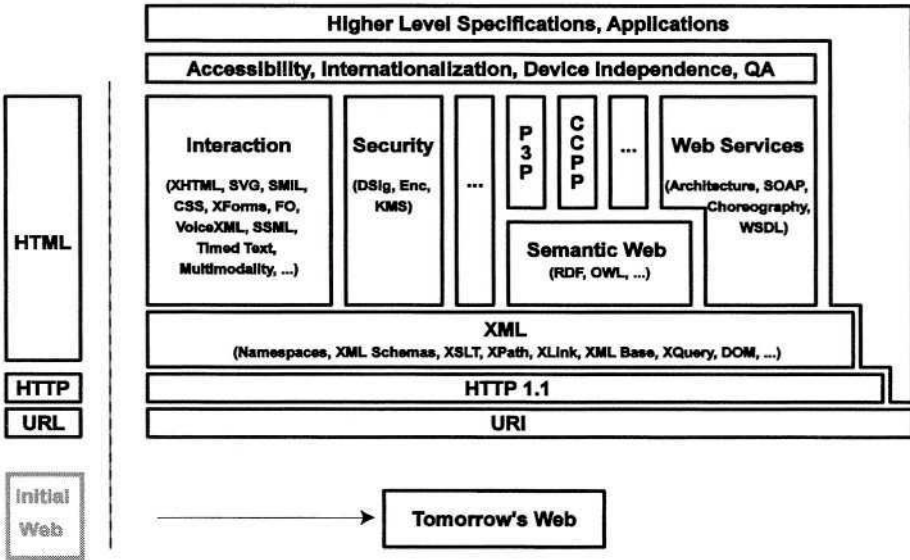 Higher Level Specifications, Applications
Accessibility, Internationalization, Device Independence, QA
HTML
Interaction
(XHTML, SVG, SMIL,
CSS, XForms, FO,
VoiceXML, SSML,
Timed Text,
Multimodality, ...)
Security
(DSig, Enc,
KMS)
...
P3P
CCPP
...
Web Services
(Architecture, SOAP,
Choreography,
WSDL)
Semantic Web
(RDF, OWL, ...)
XML
(Namespaces, XML Schemas, XSLT, XPath, XLink, XML Base, XQuery, DOM, ...)
HTTP
HTTP 1.1
URL
URI
Initial
Web
Tomorrow's Web